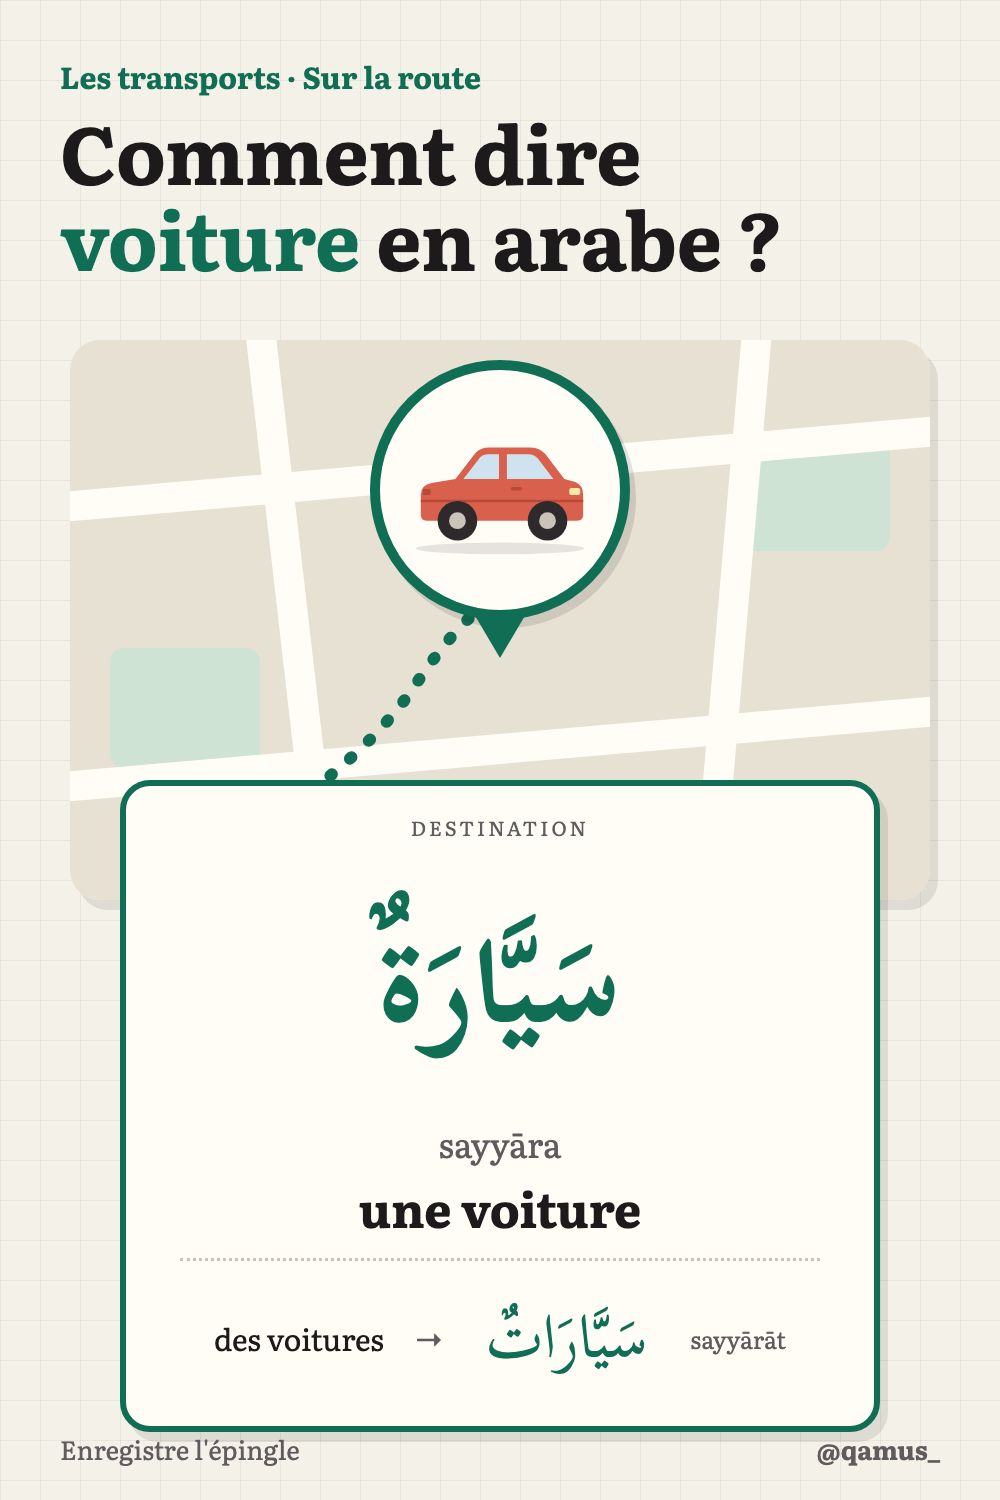 Les transports · Sur la route
Comment dire
voiture en arabe ?
DESTINATION
سَيَّارَةٌ
sayyāra
une voiture
des voitures → سَيَّارَاتٌ sayyārāt
Enregistre l'épingle @qamus_